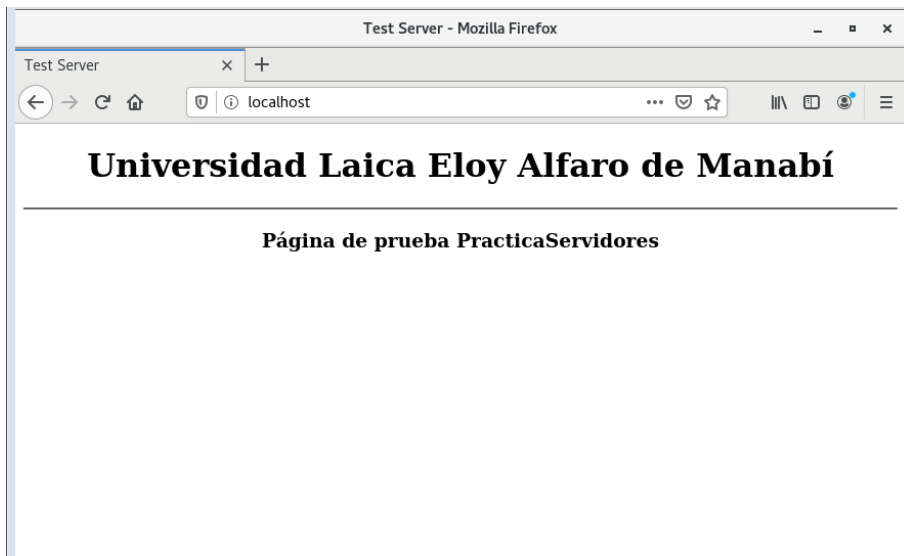 Test Server - Mozilla Firefox
Test Server
localhost
Universidad Laica Eloy Alfaro de Manabí
Página de prueba PracticaServidores